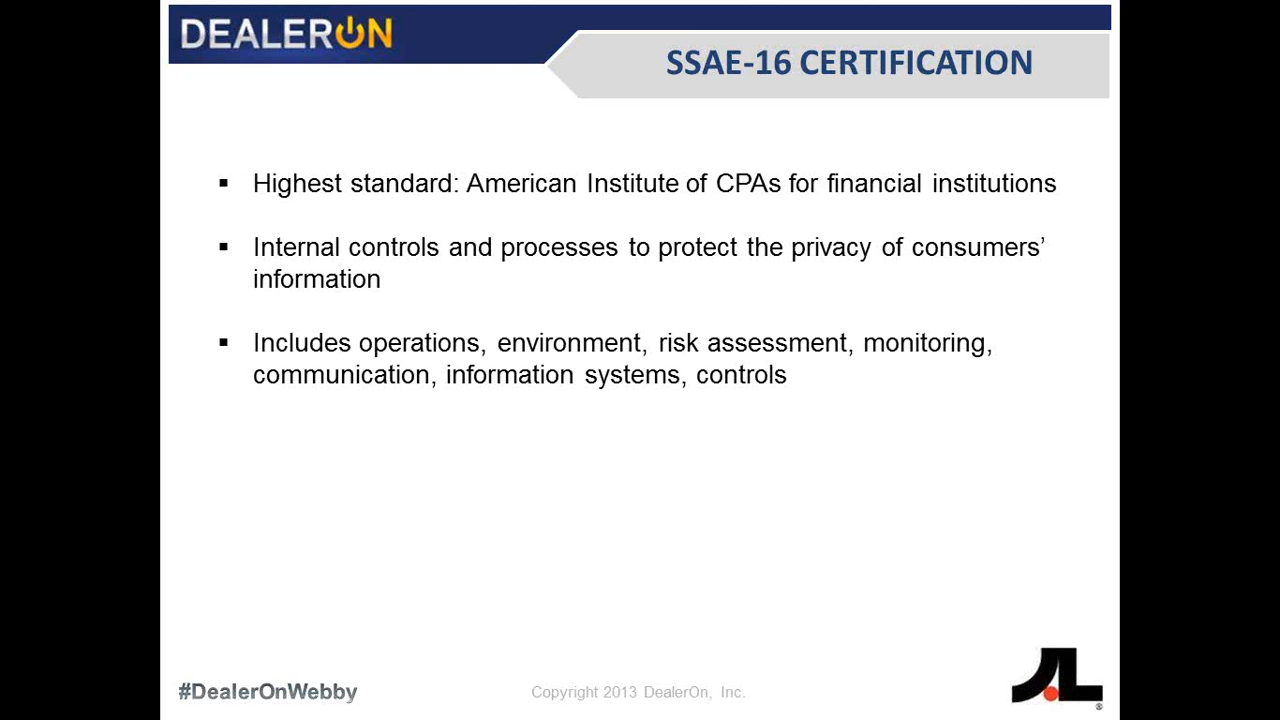 DEALERON
SSAE-16 CERTIFICATION
▪ Highest standard: American Institute of CPAs for financial institutions
▪ Internal controls and processes to protect the privacy of consumers’
information
▪ Includes operations, environment, risk assessment, monitoring,
communication, information systems, controls
#DealerOnWebby
Copyright 2013 DealerOn, Inc.
JL
®